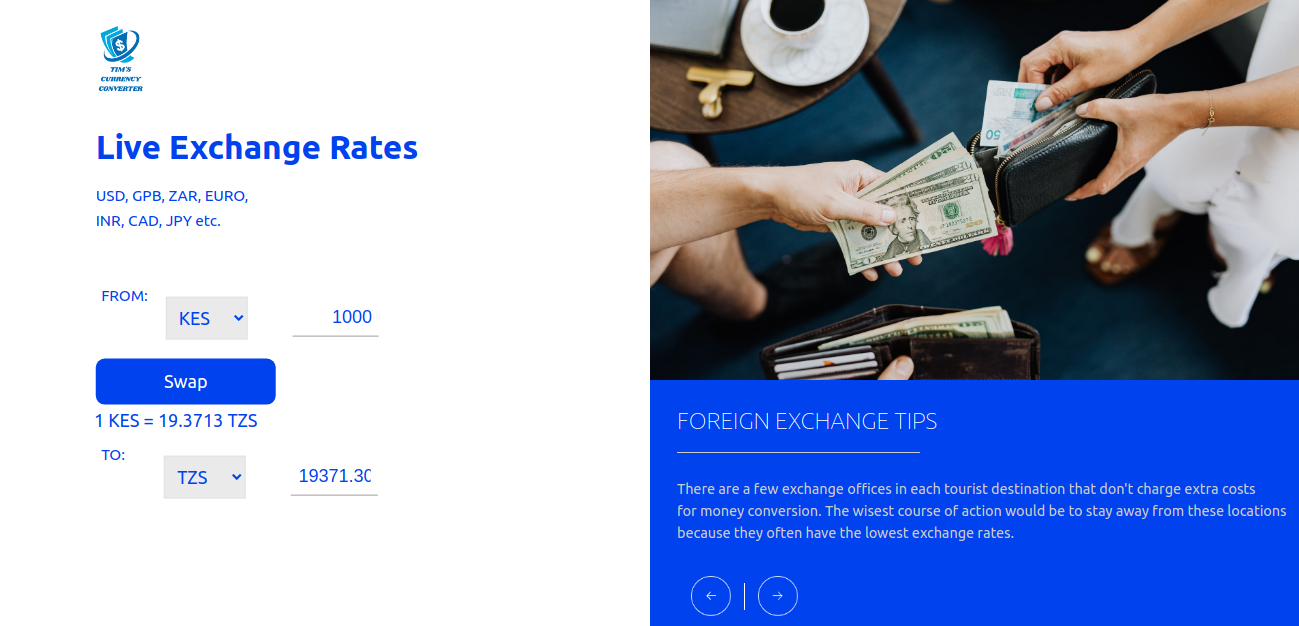 $
TIM'S
CURRENCY
CONVERTER
Live Exchange Rates
USD, GPB, ZAR, EURO,
INR, CAD, JPY etc.
FROM:
KES
1000
Swap
1 KES = 19.3713 TZS
TO:
TZS
19371.30
50
20
FOREIGN EXCHANGE TIPS
There are a few exchange offices in each tourist destination that don't charge extra costs
for money conversion. The wisest course of action would be to stay away from these locations
because they often have the lowest exchange rates.